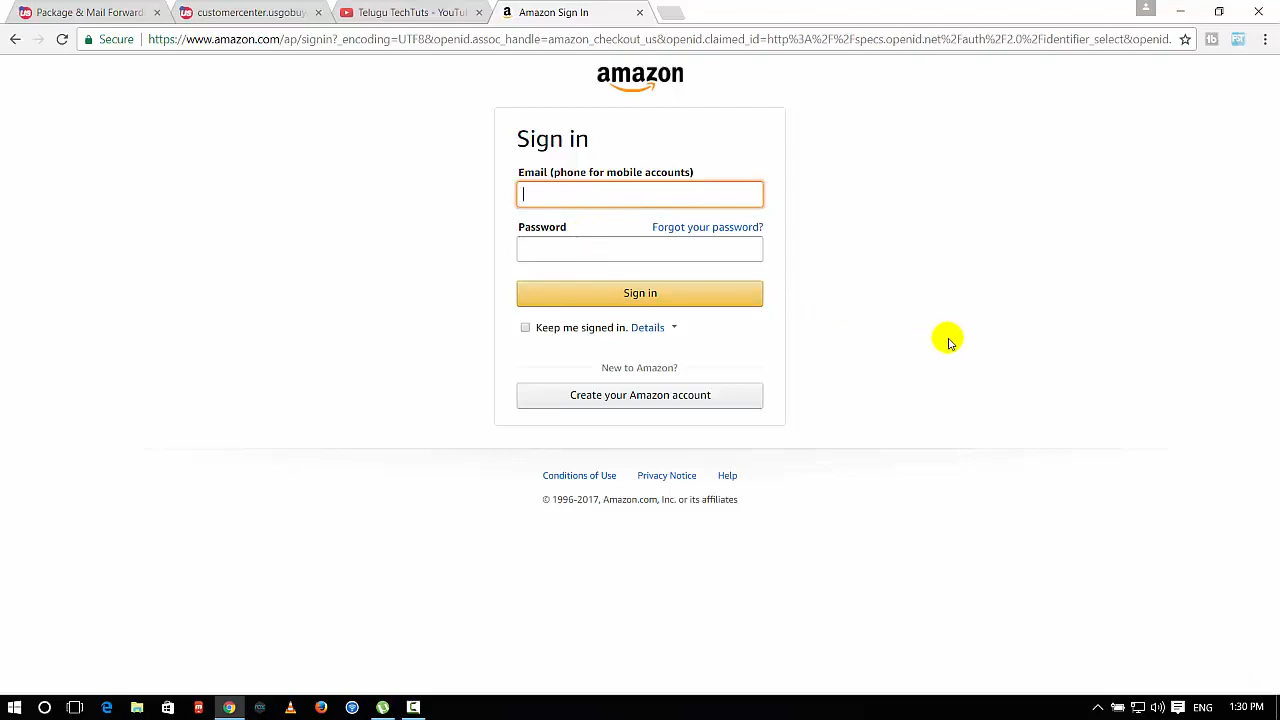 Package & Mail Forward
customercenter.usgobuy
Telugu TechTuts - YouTu
Amazon Sign In
Secure
https://www.amazon.com/ap/signin?_encoding=UTF8&openid.assoc_handle=amazon_checkout_us&openid.claimed_id=http%3A%2F%2Fspecs.openid.net%2Fauth%2F2.0%2Fidentifier_select&openid.
amazon
Sign in
Email (phone for mobile accounts)
Password Forgot your password?
Sign in
Keep me signed in. Details
New to Amazon?
Create your Amazon account
Conditions of Use Privacy Notice Help
© 1996-2017, Amazon.com, Inc. or its affiliates
ENG 1:30 PM